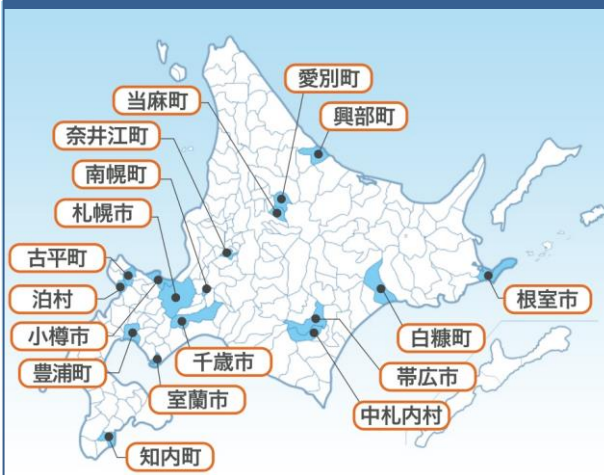 愛別町
当麻町
興部町
奈井江町
南幌町
札幌市
古平町
泊村
小樽市
豊浦町
千歳市
室蘭市
知内町
根室市
白糠町
帯広市
中札内村